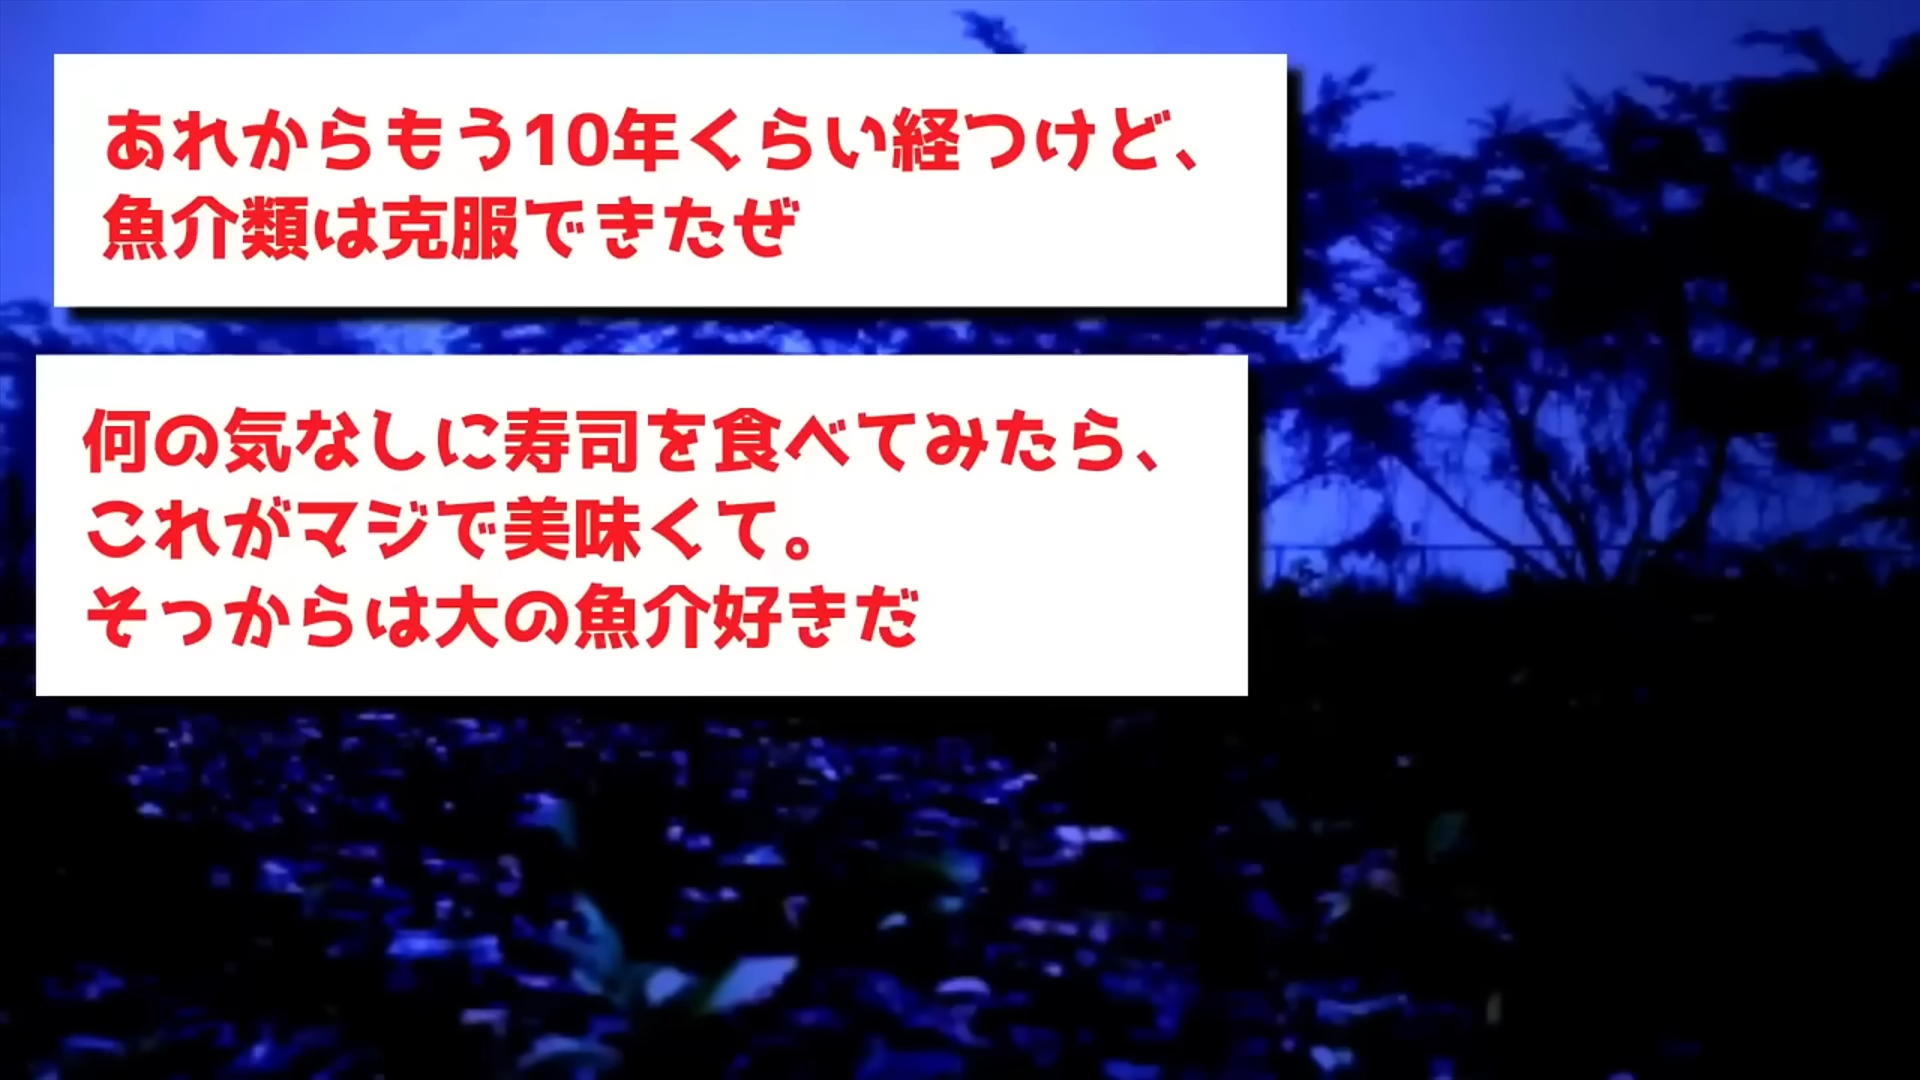 あれからもう10年くらい経つけど、
魚介類は克服できたぜ
何の気なしに寿司を食べてみたら、
これがマジで美味くて。
そっからは大の魚介好きだ